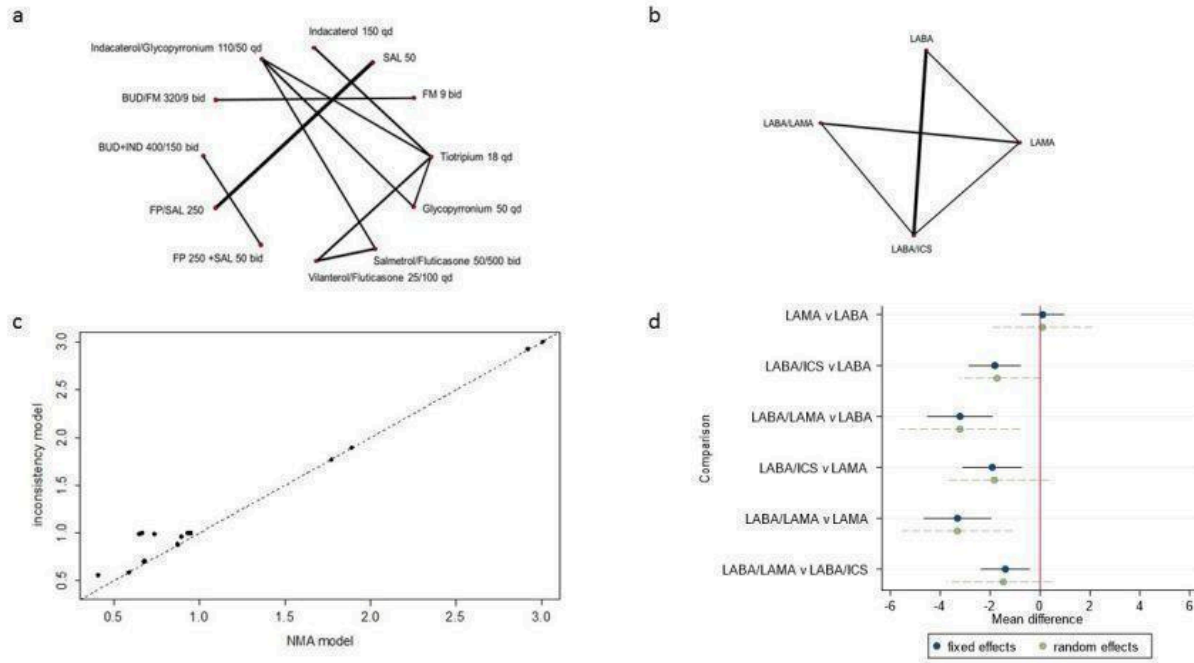 a
Indacaterol 150 qd
Indacaterol/Glycopyrronium 110/50 qd
SAL 50
BUD/FM 320/9 bid
FM 9 bid
BUD+IND 400/150 bid
Tiotripium 18 qd
FP/SAL 250
Glycopyrronium 50 qd
FP 250 +SAL 50 bid
Salmetrol/Fluticasone 50/500 bid
Vilanterol/Fluticasone 25/100 qd
b
LABA
LABA/LAMA
LAMA
LABA/ICS
c
inconsistency model
3.0
2.5
2.0
1.5
1.0
0.5
0.5 1.0 1.5 2.0 2.5 3.0
NMA model
d
Comparison
LAMA v LABA
LABA/ICS v LABA
LABA/LAMA v LABA
LABA/ICS v LAMA
LABA/LAMA v LAMA
LABA/LAMA v LABA/ICS
-6 -4 -2 0 2 4 6
Mean difference
fixed effects random effects